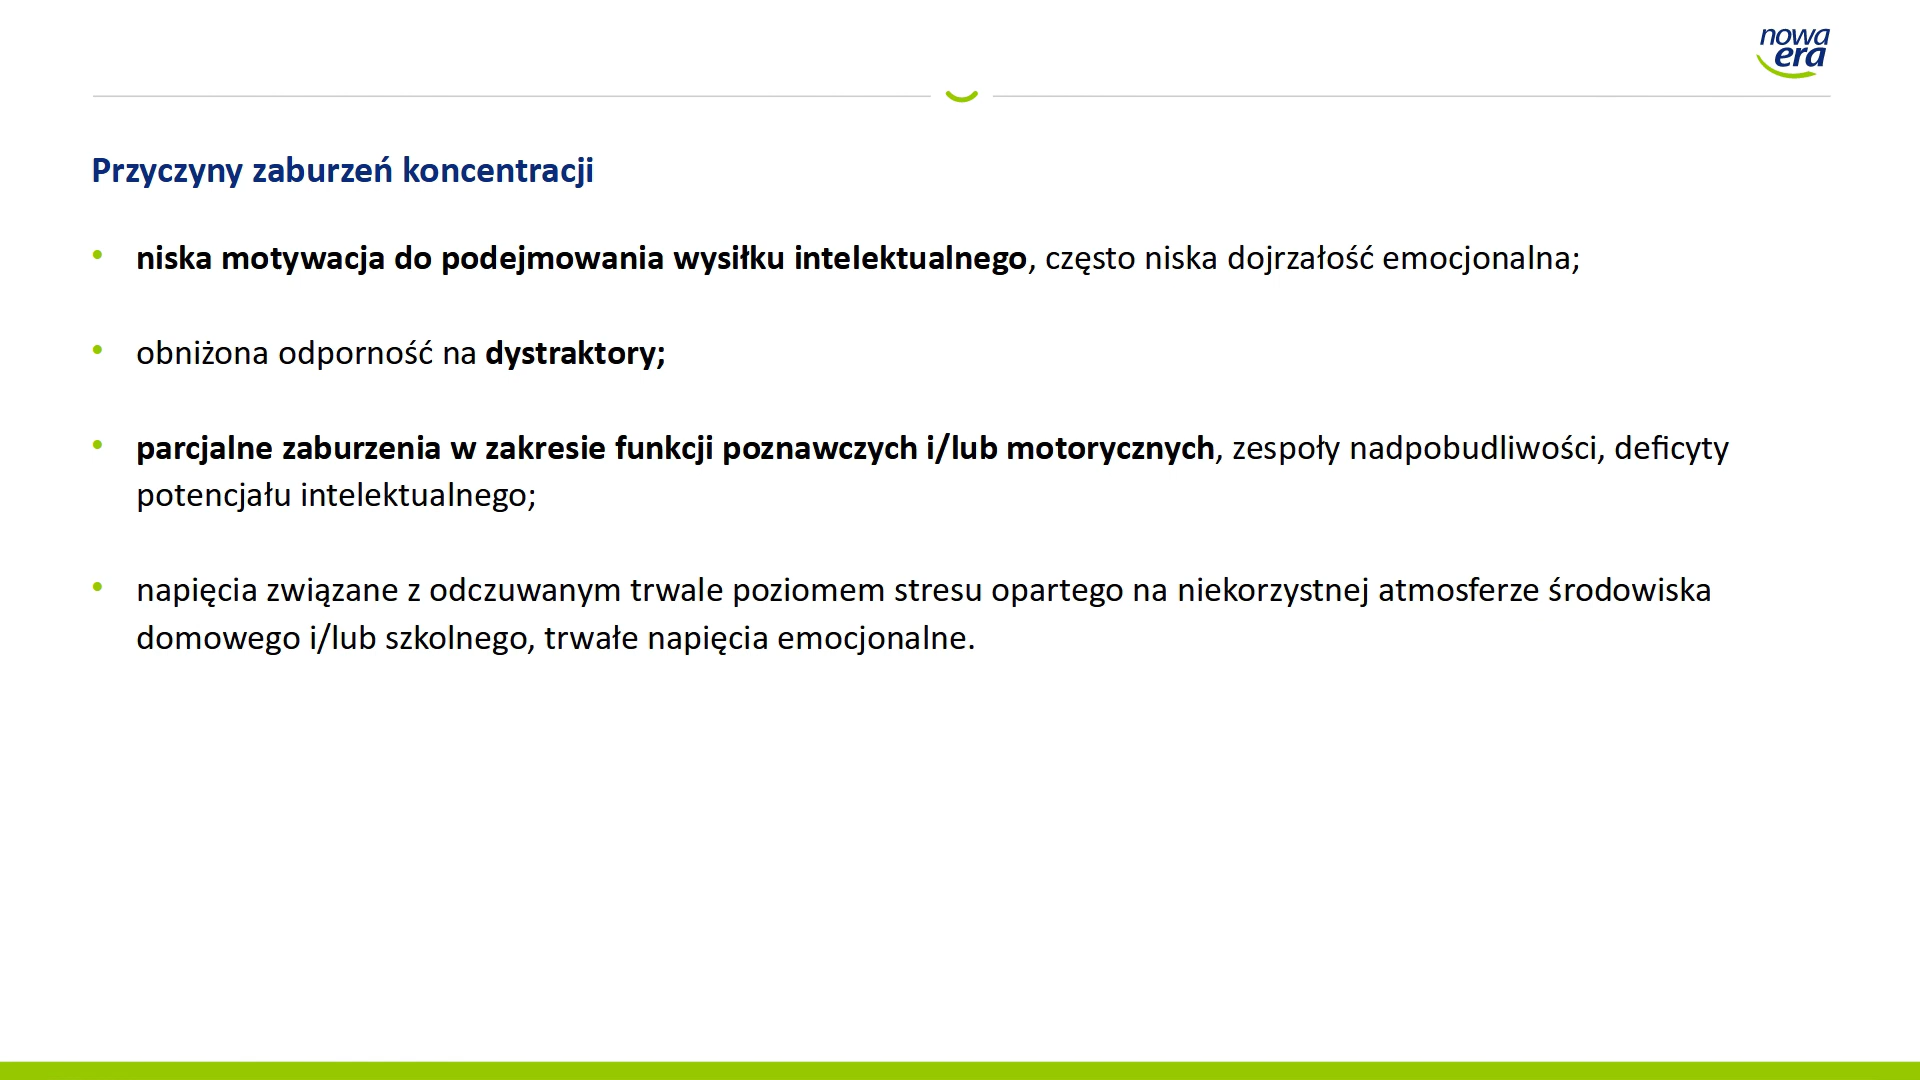 nowa
era
Przyczyny zaburzeń koncentracji
• niska motywacja do podejmowania wysiłku intelektualnego, często niska dojrzałość emocjonalna;
• obniżona odporność na dystraktory;
• parcjalne zaburzenia w zakresie funkcji poznawczych i/lub motorycznych, zespoły nadpobudliwości, deficyty
potencjału intelektualnego;
• napięcia związane z odczuwanym trwale poziomem stresu opartego na niekorzystnej atmosferze środowiska
domowego i/lub szkolnego, trwałe napięcia emocjonalne.